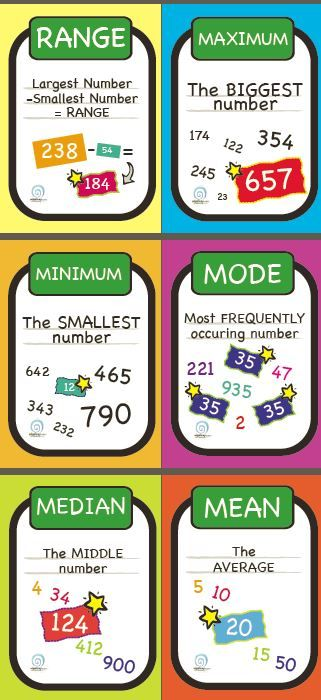 RANGE
Largest Number
-Smallest Number
= RANGE
238 - 54 =
184
MAXIMUM
The BIGGEST
number
174 122 354
245 657
23
MINIMUM
The SMALLEST
number
642 12 465
343 232 790
MODE
Most FREQUENTLY
occuring number
221 35 47
935
35 2 35
MEDIAN
The MIDDLE
number
4 34
124
412
900
MEAN
The
AVERAGE
5 10
20
15 50